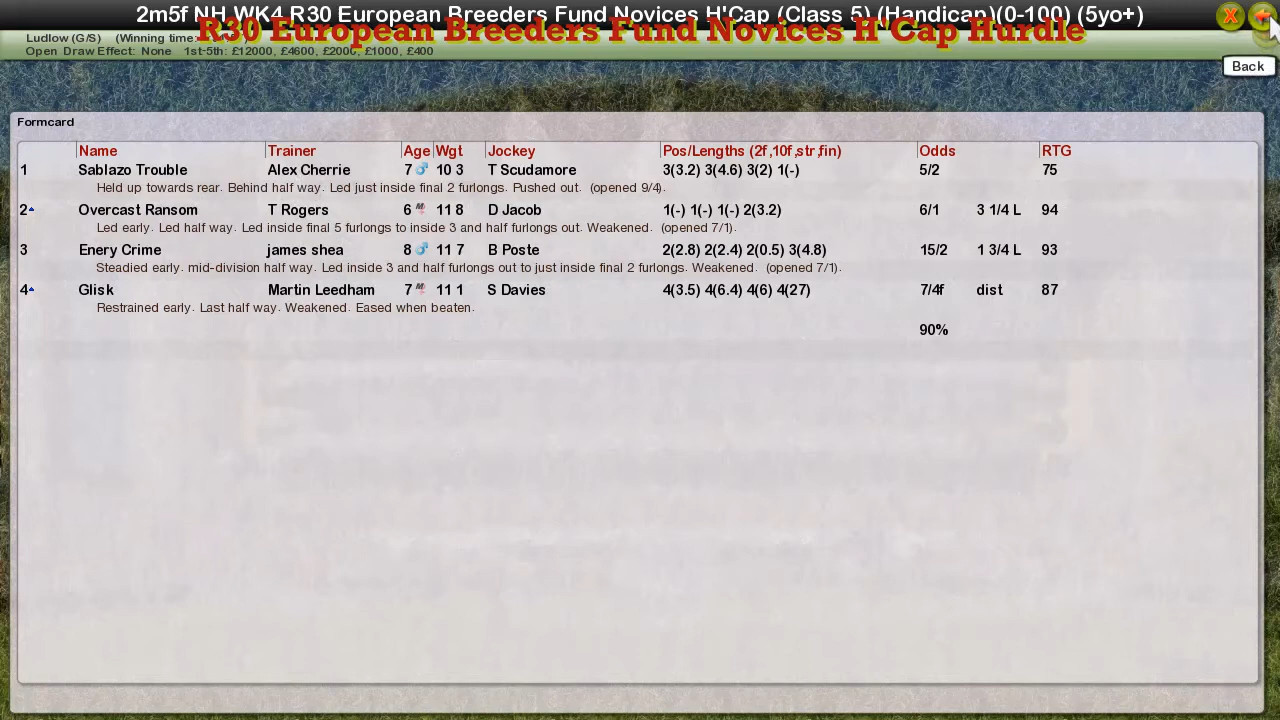 2m5f NH WK4 R30 European Breeders Fund Novices H'Cap (Class 5) (Handicap)(0-100) (5yo+)
R30 European Breeders Fund Novices H'Cap Hurdle
Ludlow (G/S) (Winning time:
Open Draw Effect: None 1st-5th: £12000, £4600, £2000, £1000, £400
X
Back
Formcard
Name Trainer Age Wgt Jockey Pos/Lengths (2f,10f,str,fin) Odds RTG
1 Sablazo Trouble Alex Cherrie 7 10 3 T Scudamore 3(3.2) 3(4.6) 3(2) 1(-) 5/2 75
Held up towards rear. Behind half way. Led just inside final 2 furlongs. Pushed out. (opened 9/4).
2 Overcast Ransom T Rogers 6 11 8 D Jacob 1(-) 1(-) 1(-) 2(3.2) 6/1 3 1/4 L 94
Led early. Led half way. Led inside final 5 furlongs to inside 3 and half furlongs out. Weakened. (opened 7/1).
3 Enery Crime james shea 8 11 7 B Poste 2(2.8) 2(2.4) 2(0.5) 3(4.8) 15/2 1 3/4 L 93
Steadied early. mid-division half way. Led inside 3 and half furlongs out to just inside final 2 furlongs. Weakened. (opened 7/1).
4 Glisk Martin Leedham 7 11 1 S Davies 4(3.5) 4(6.4) 4(6) 4(27) 7/4f dist 87
Restrained early. Last half way. Weakened. Eased when beaten.
90%